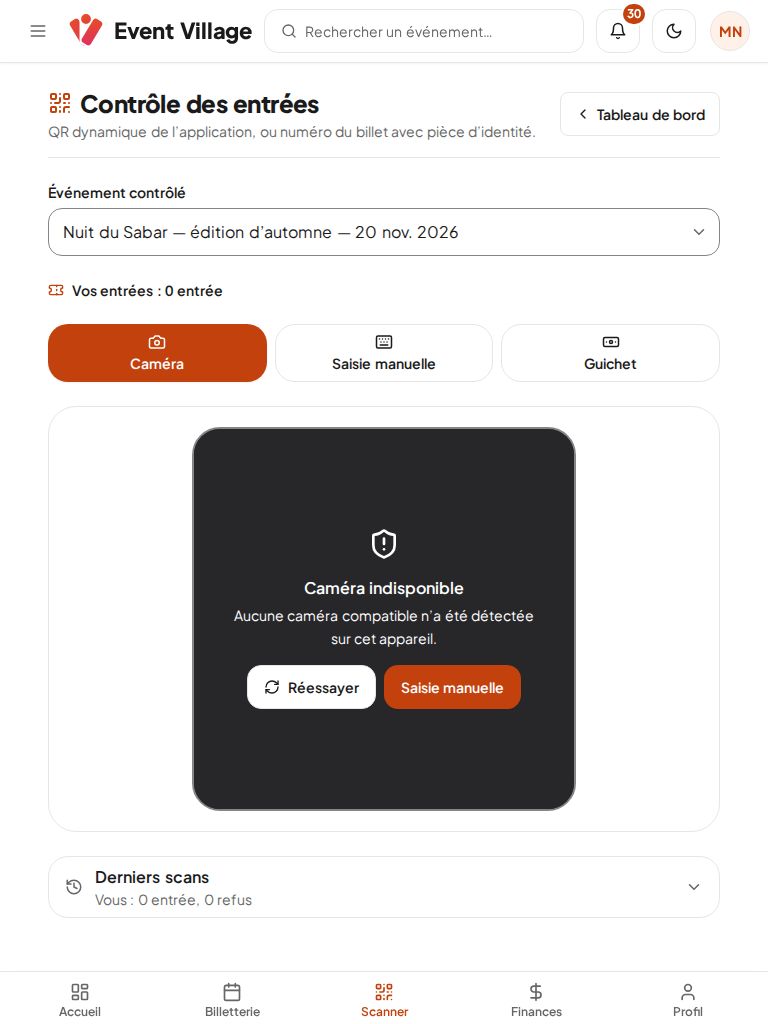 Event Village
Rechercher un événement...
30
MN
Contrôle des entrées
QR dynamique de l'application, ou numéro du billet avec pièce d'identité.
Tableau de bord
Événement contrôlé
Nuit du Sabar — édition d'automne — 20 nov. 2026
Vos entrées : 0 entrée
Caméra
Saisie manuelle
Guichet
Caméra indisponible
Aucune caméra compatible n'a été détectée
sur cet appareil.
Réessayer
Saisie manuelle
Derniers scans
Vous : 0 entrée, 0 refus
Accueil
Billetterie
Scanner
Finances
Profil